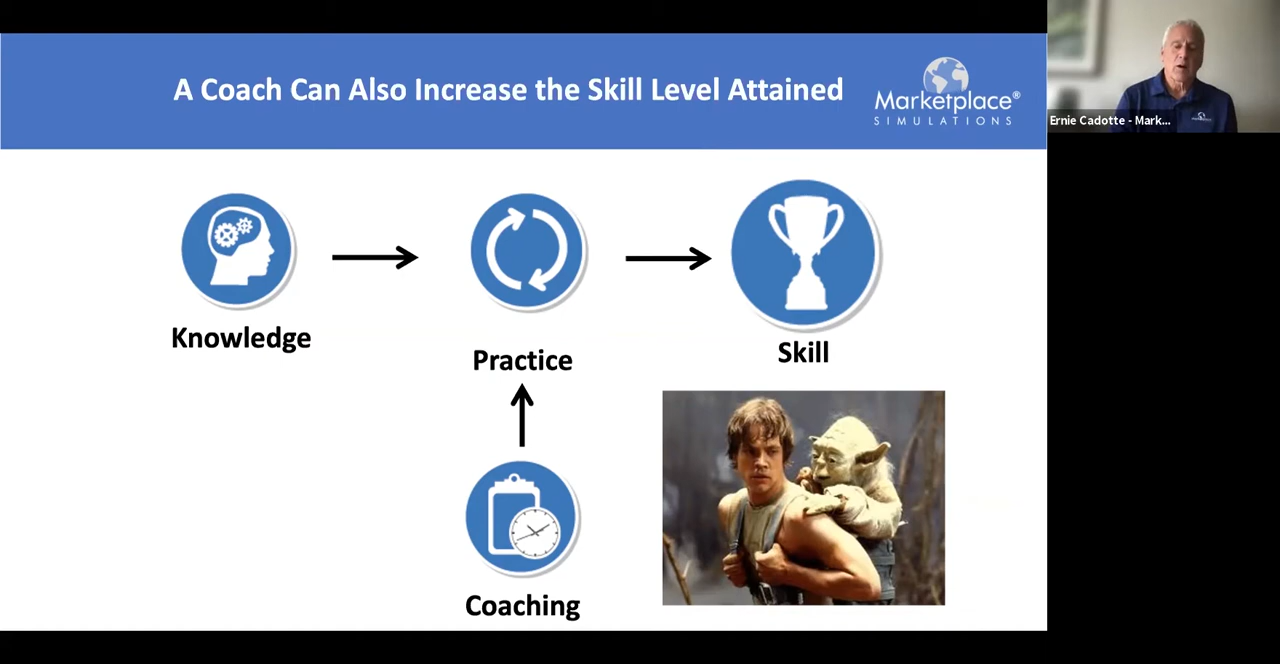 A Coach Can Also Increase the Skill Level Attained
Marketplace®
SIMULATIONS
Ernie Cadotte - Mark...
Knowledge
Practice
Skill
Coaching